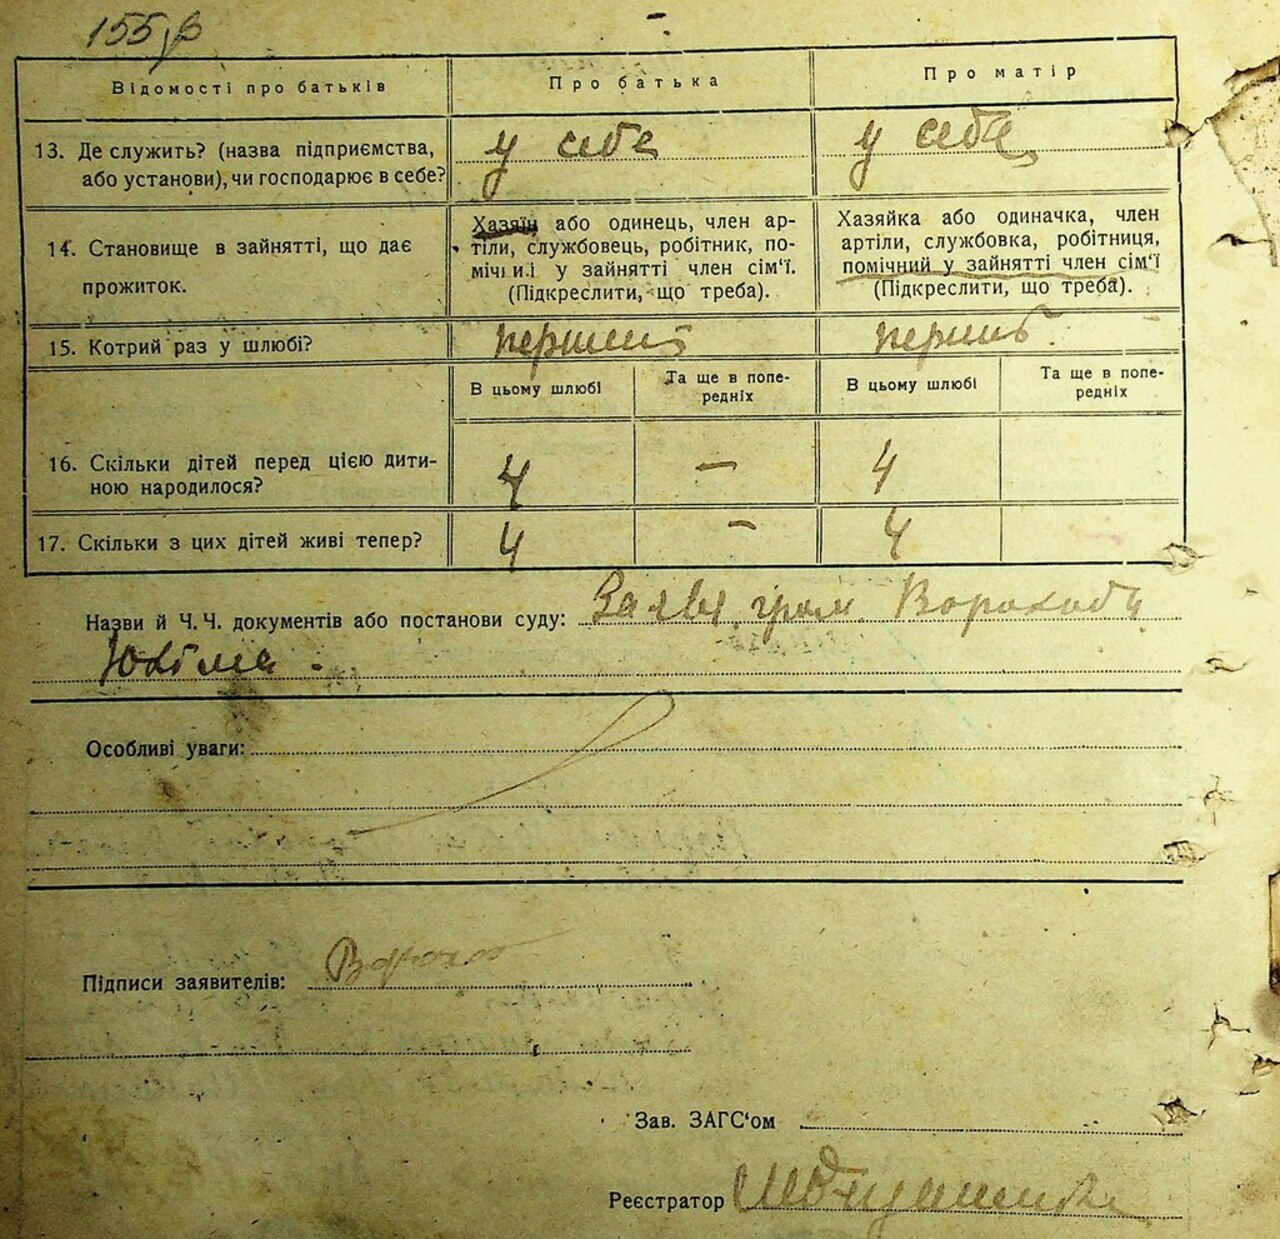 155
Відомості про батьків
Про батька
Про матір
13. Де служить? (назва підприємства,
або установи), чи господарює в себе?
у себе
у себе
14. Становище в зайнятті, що дає
прожиток.
Хазяїн або одинець, член ар-
тіли, службовець, робітник, по-
мічний у зайнятті член сім'ї.
(Підкреслити, що треба).
Хазяйка або одиначка, член
артіли, службовка, робітниця,
помічний у зайнятті член сім'ї
(Підкреслити, що треба).
15. Котрий раз у шлюбі?
перший
В цьому шлюбі
Та ще в попе-
редніх
В цьому шлюбі
Та ще в попе-
редніх
16. Скільки дітей перед цією дити-
ною народилося?
4
—
4
17. Скільки з цих дітей живі тепер?
4
—
4
Назви й Ч. Ч. документів або постанови суду: Заява гром.
Особливі уваги:
Підписи заявителів:
Зав. ЗАГС'ом
Реєстратор